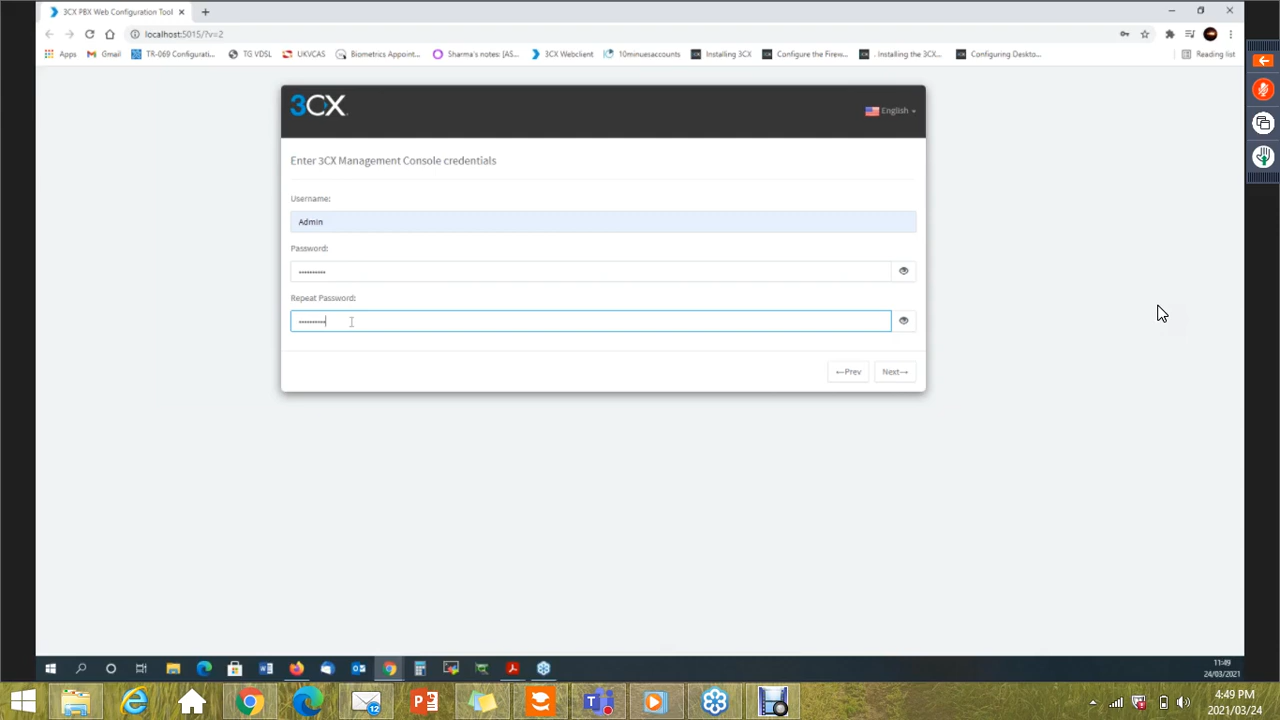 3CX PBX Web Configuration Tool
localhost:5015/?v=2
Apps Gmail TR-069 Configurati... TG VDSL UKVCAS Biometrics Appoint... Sharma's notes: [AS... 3CX Webclient 10minuesaccounts Installing 3CX Configure the Firew... . Installing the 3CX... Configuring Deskto... Reading list
3CX
English
Enter 3CX Management Console credentials
Username:
Admin
Password:
Repeat Password:
←Prev Next→
11:49
24/03/2021
12
4:49 PM
2021/03/24